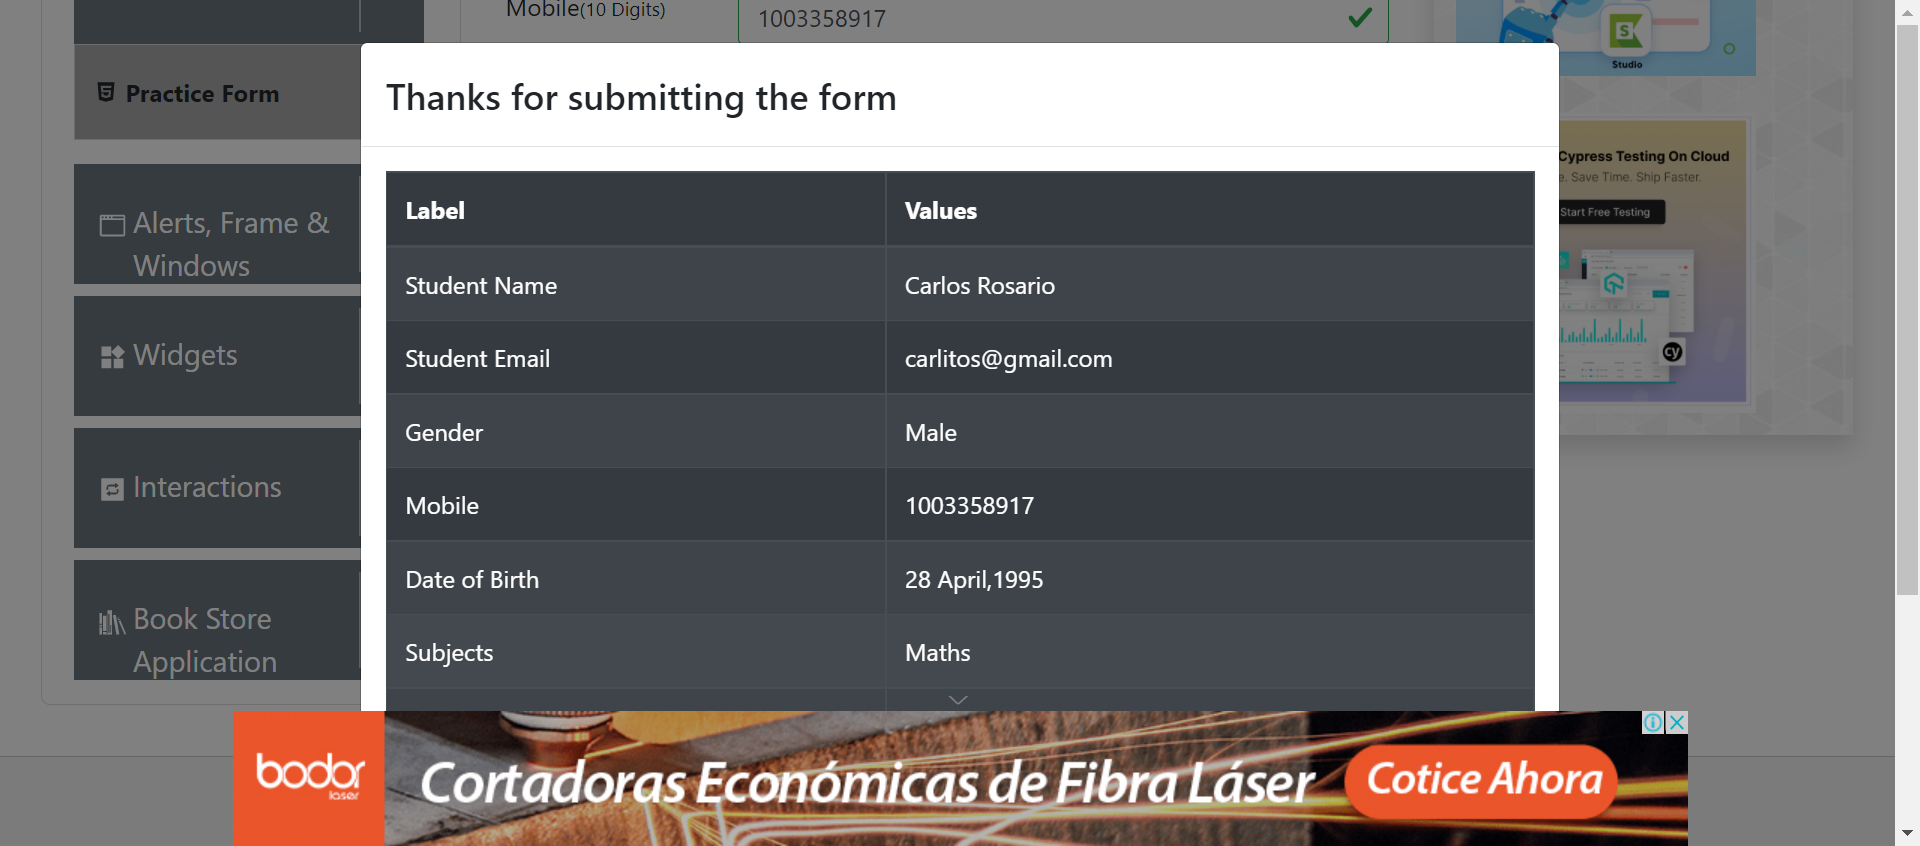 Mobile(10 Digits)
1003358917
Studio
Practice Form
Thanks for submitting the form
Cypress Testing On Cloud
e. Save Time. Ship Faster.
Start Free Testing
Label Values
Alerts, Frame &
Windows
Student Name Carlos Rosario
Student Email carlitos@gmail.com
Widgets
cy
Gender Male
Interactions
Mobile 1003358917
Date of Birth 28 April,1995
Book Store
Application
Subjects Maths
bodor
laser
Cortadoras Económicas de Fibra Láser
Cotice Ahora